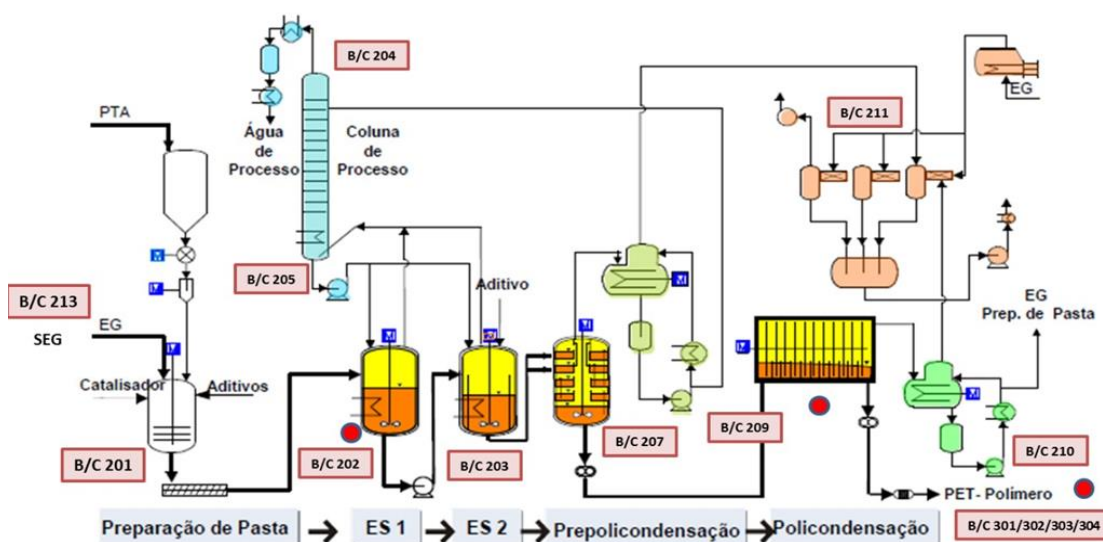 B/C 204
PTA
EG
B/C 211
Água
de
Processo
Coluna
de
Processo
B/C 213
SEG
EG
B/C 205
Aditivo
EG
Prep. de Pasta
M
M
M
M
M
M
M
M
M
Catalisador
Aditivos
B/C 201
B/C 202
B/C 203
B/C 207
B/C 209
B/C 210
PET- Polímero
B/C 301/302/303/304
Preparação de Pasta
ES 1
ES 2
Prepolicondensação
Policondensação